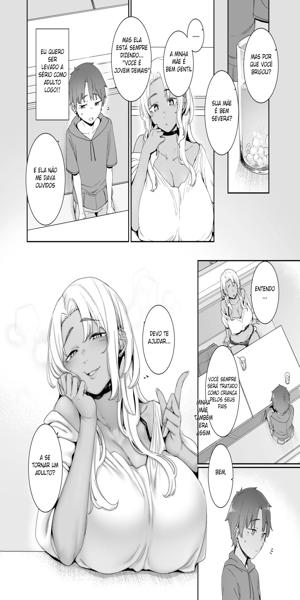 MAS POR
QUE VOCÊ
BRIGOU?
...
SUA MÃE
É BEM
SEVERA?
A MINHA
MÃE É
BEM GENTIL
MAS ELA
ESTÁ SEMPRE
DIZENDO...
"VOCÊ É
JOVEM DEMAIS"
EU QUERO
SER
LEVADO A
SÉRIO COMO
ADULTO
LOGO!!
E ELA NÃO
ME DAVA
OUVIDOS
ENTENDO
...
VOCÊ SEMPRE
SERÁ TRATADO
COMO CRIANÇA
PELOS SEUS
PAIS
MINHA
MÃE
TAMBÉM
ERA
ASSIM
BEM,
DEVO TE
AJUDAR...
A SE
TORNAR UM
ADULTO?